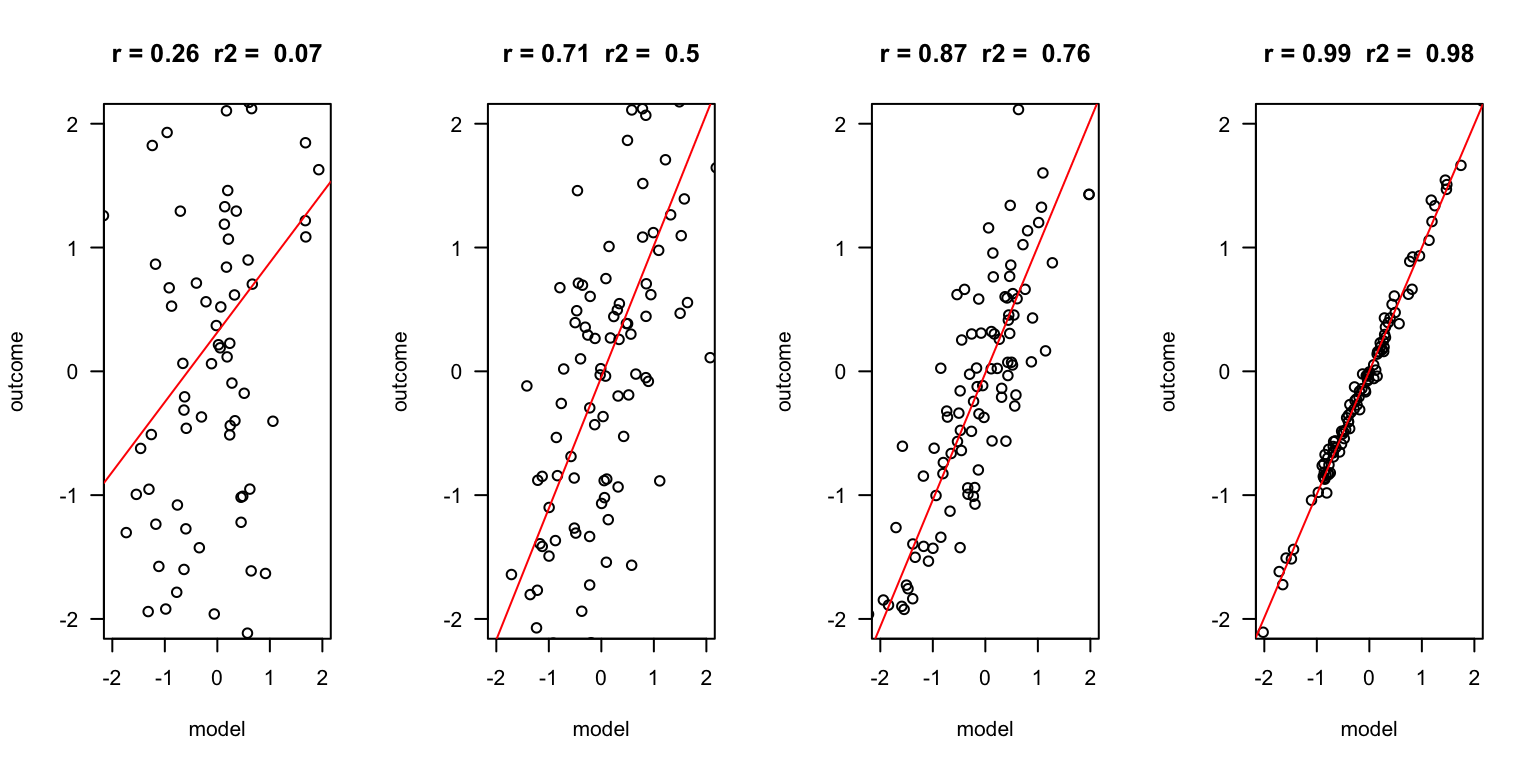 r = 0.26  r2 =  0.07
2
1
0
-1
-2
outcome
-2 -1 0 1 2
model
r = 0.71  r2 =  0.5
2
1
0
-1
-2
outcome
-2 -1 0 1 2
model
r = 0.87  r2 =  0.76
2
1
0
-1
-2
outcome
-2 -1 0 1 2
model
r = 0.99  r2 =  0.98
2
1
0
-1
-2
outcome
-2 -1 0 1 2
model